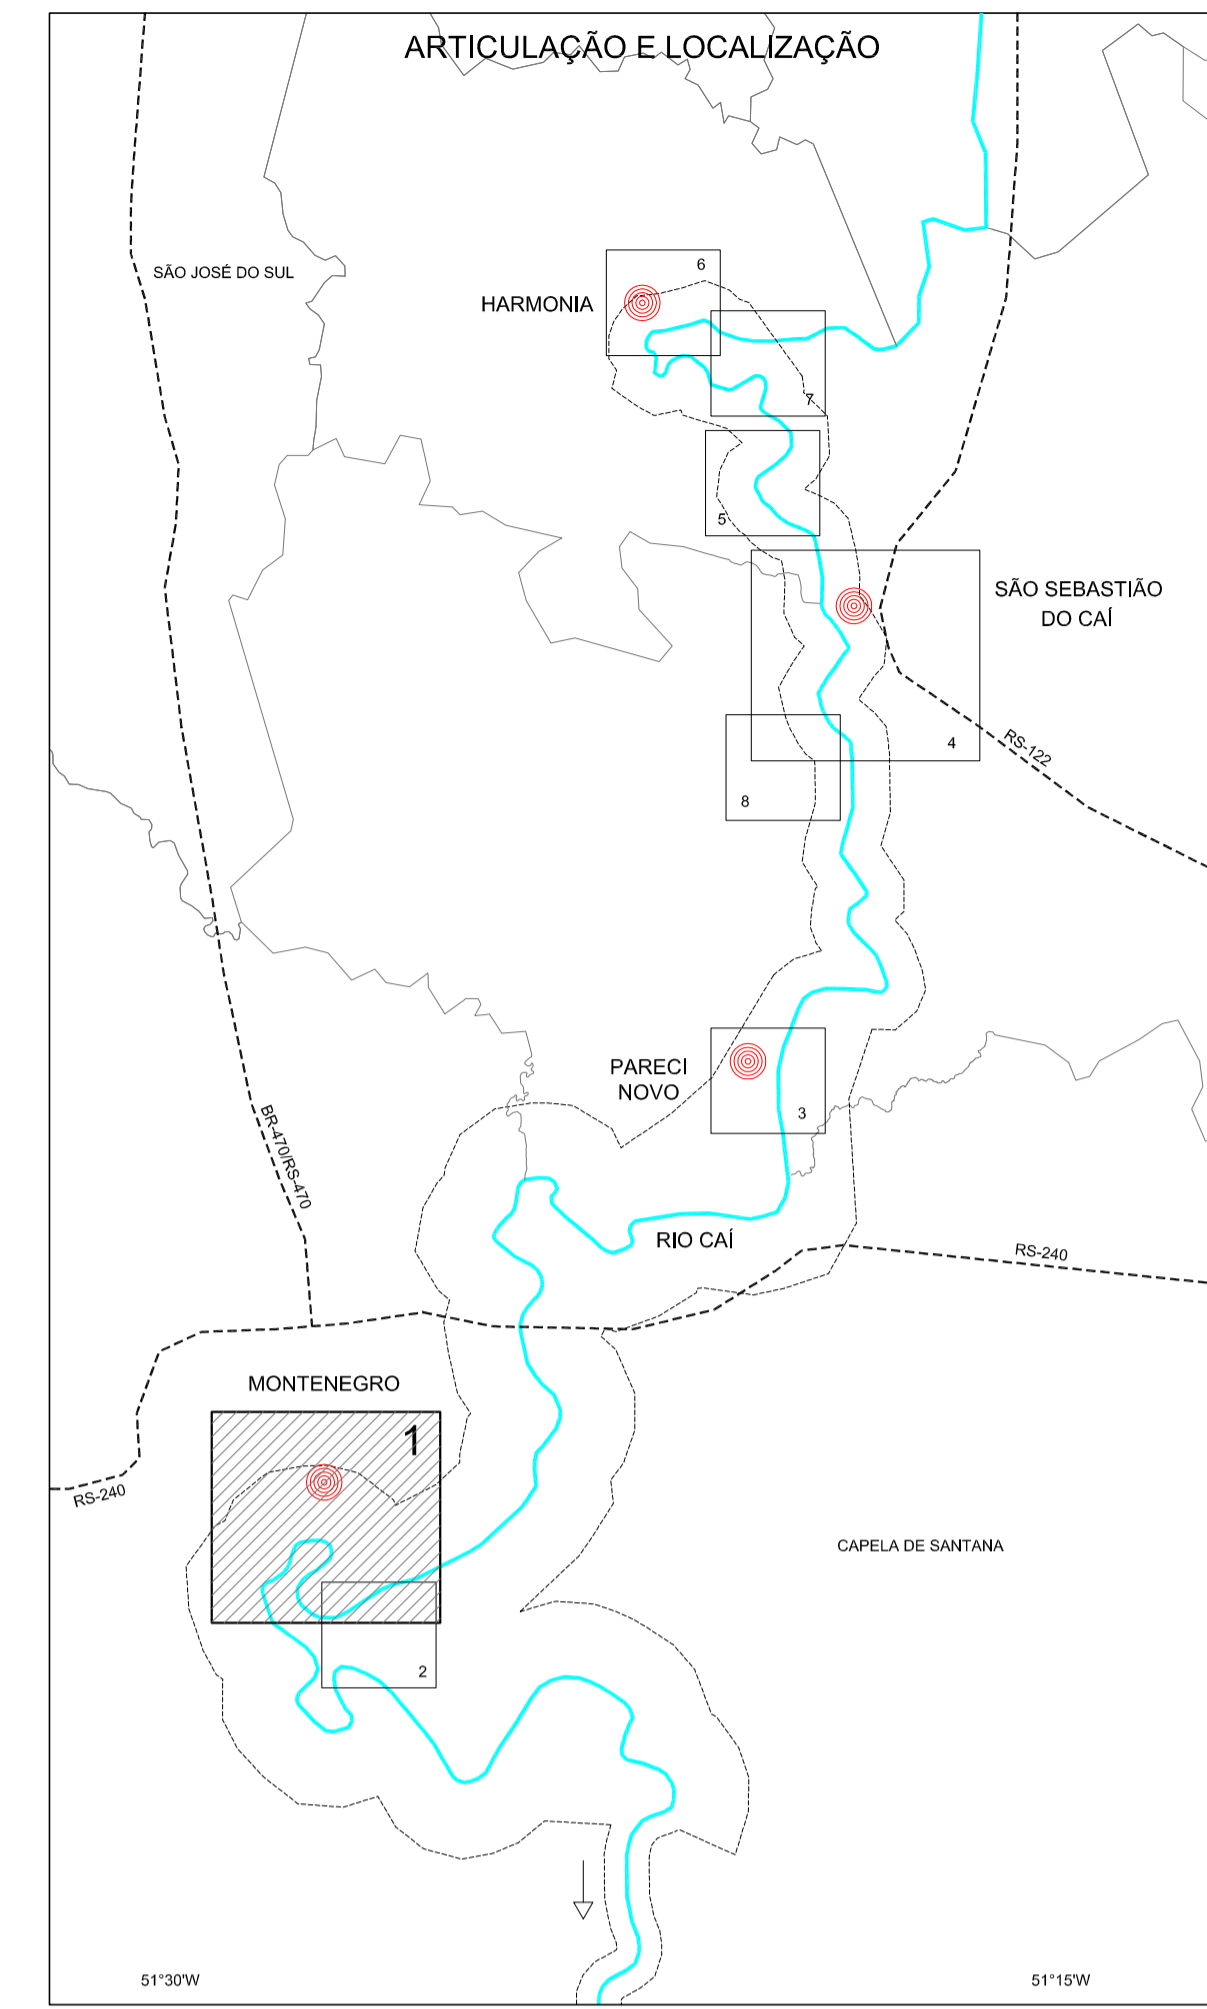 ARTICULAÇÃO E LOCALIZAÇÃO
SÃO JOSÉ DO SUL
6
HARMONIA
7
5
SÃO SEBASTIÃO
DO CAÍ
4
RS-122
8
PARECI
NOVO
3
BR-470/RS-470
RIO CAÍ
RS-240
MONTENEGRO
1
RS-240
CAPELA DE SANTANA
2
51°30'W
51°15'W